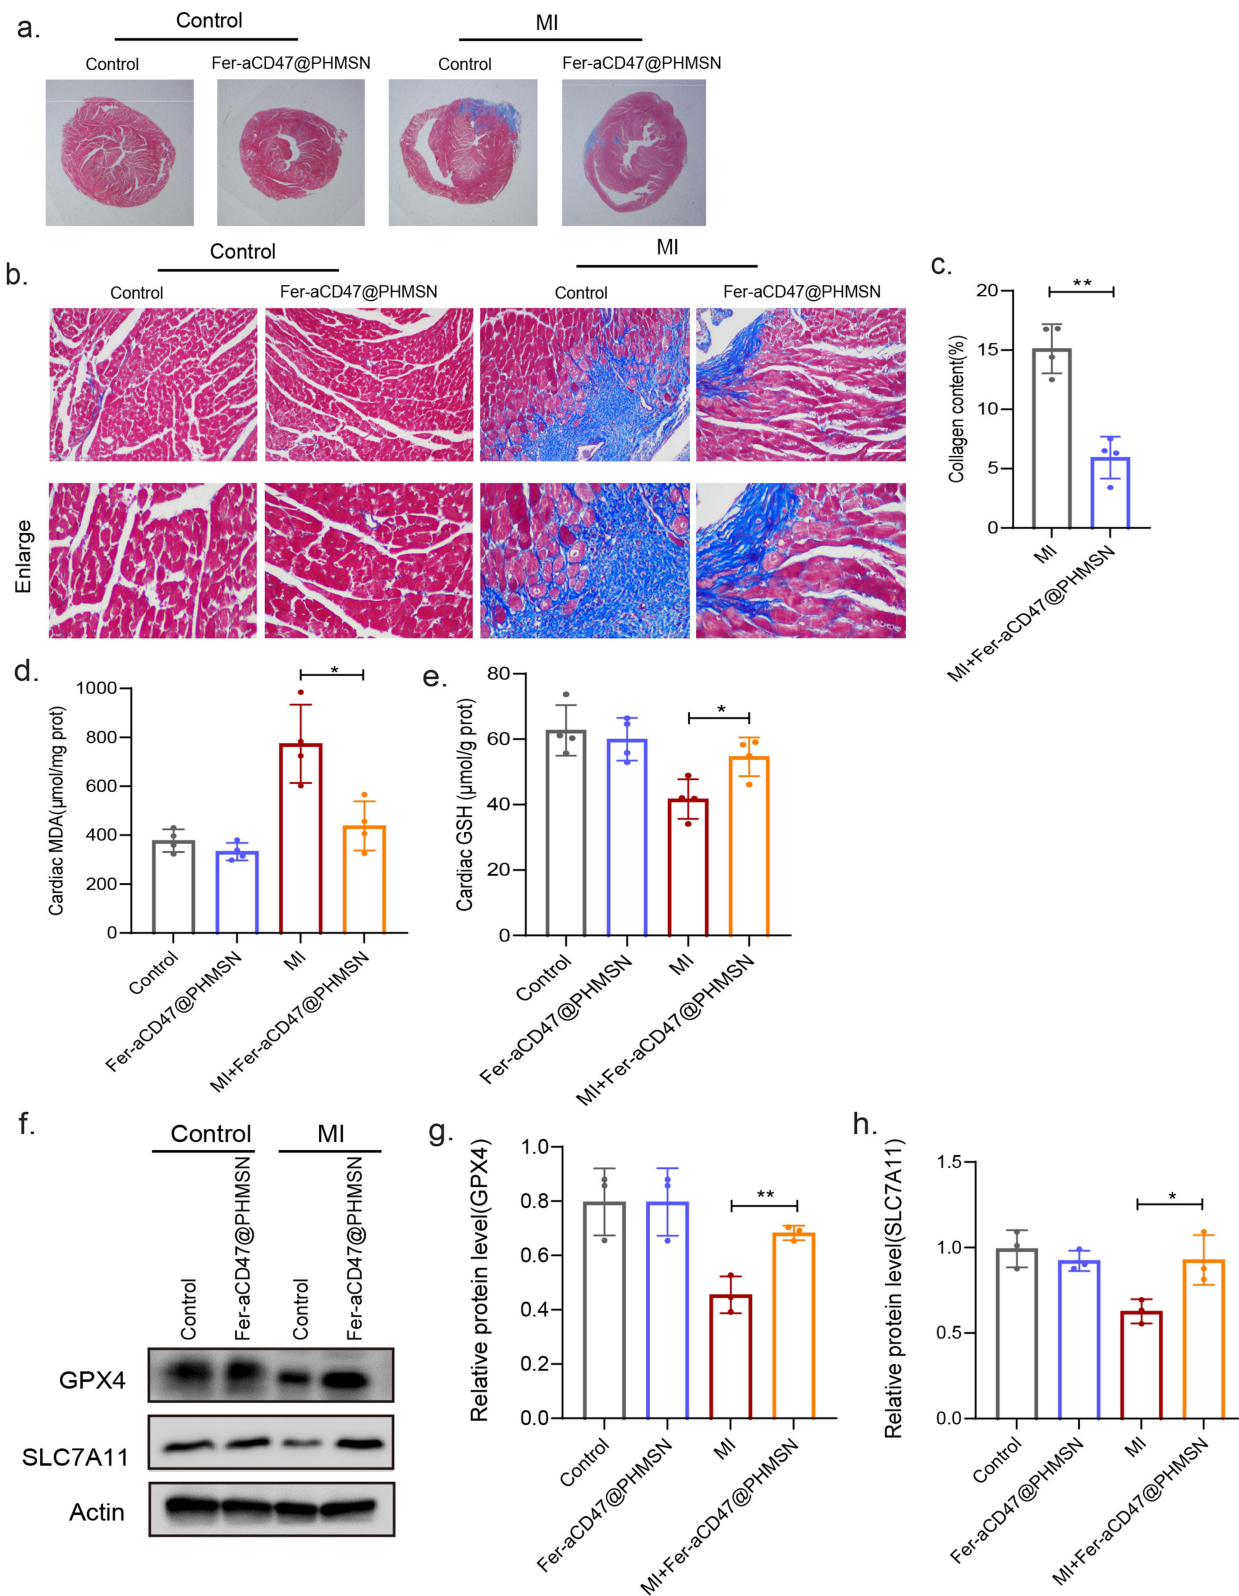 a.
Control
MI
Control
Fer-aCD47@PHMSN
Control
Fer-aCD47@PHMSN
b.
Control
MI
Control
Fer-aCD47@PHMSN
Control
Fer-aCD47@PHMSN
Enlarge
c.
Collagen content(%)
20
15
10
5
0
**
MI
MI+Fer-aCD47@PHMSN
d.
Cardiac MDA(μmol/mg prot)
1000
800
600
400
200
0
*
Control
Fer-aCD47@PHMSN
MI
MI+Fer-aCD47@PHMSN
e.
Cardiac GSH (μmol/g prot)
80
60
40
20
0
*
Control
Fer-aCD47@PHMSN
MI
MI+Fer-aCD47@PHMSN
f.
Control
MI
Control
Fer-aCD47@PHMSN
Control
Fer-aCD47@PHMSN
GPX4
SLC7A11
Actin
g.
Relative protein level(GPX4)
1.0
0.8
0.6
0.4
0.2
0.0
**
Control
Fer-aCD47@PHMSN
MI
MI+Fer-aCD47@PHMSN
h.
Relative protein level(SLC7A11)
1.5
1.0
0.5
0.0
*
Control
Fer-aCD47@PHMSN
MI
MI+Fer-aCD47@PHMSN